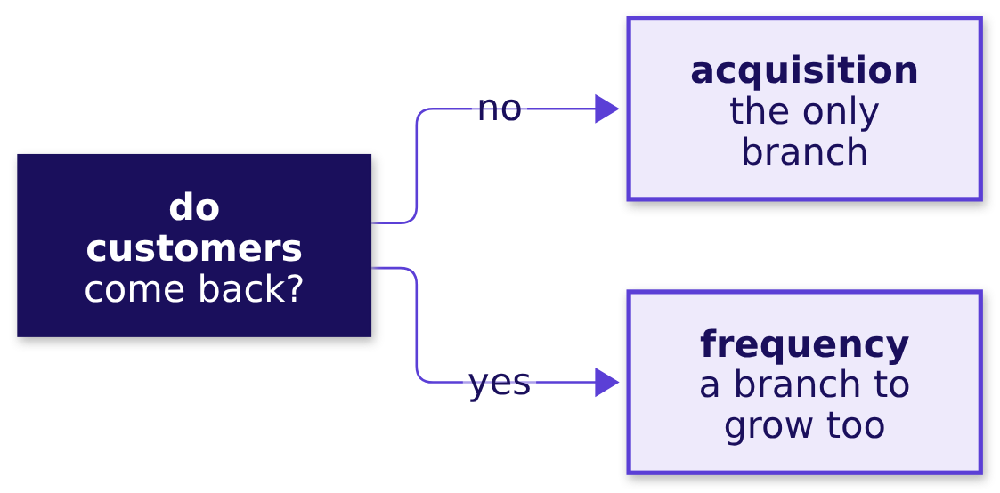 do
customers
come back?
no
acquisition
the only
branch
yes
frequency
a branch to
grow too